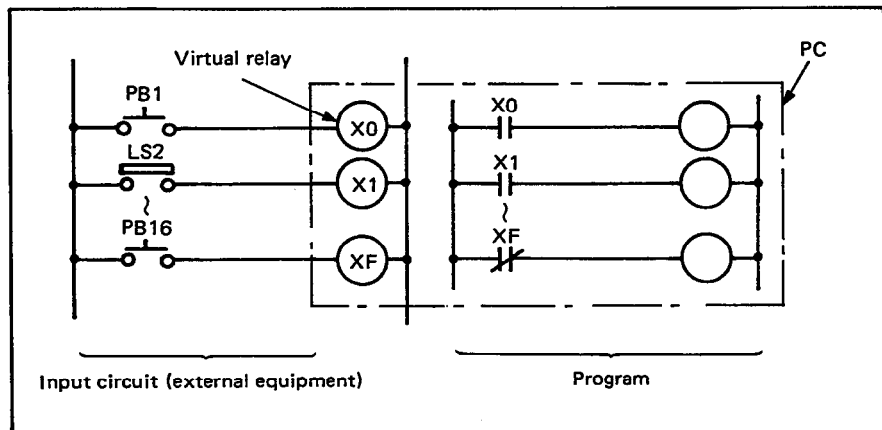 Virtual relay
PC
PB1
X0
X0
LS2
X1
X1
PB16
XF
XF
Input circuit (external equipment)
Program